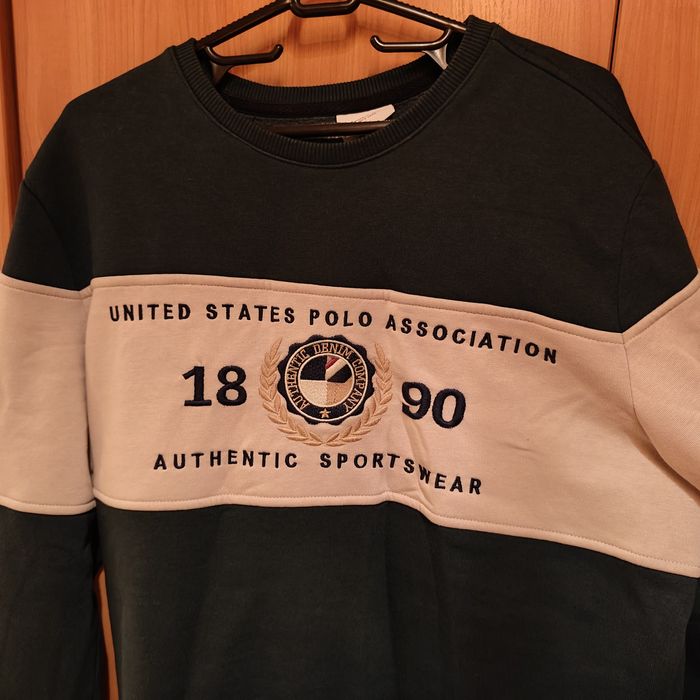 UNITED STATES POLO ASSOCIATION
18 90
AUTHENTIC DENIM COMPANY
AUTHENTIC SPORTSWEAR